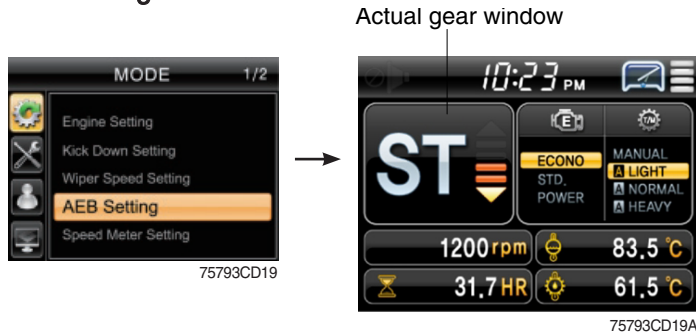 Actual gear window
MODE 1/2
Engine Setting
Kick Down Setting
Wiper Speed Setting
AEB Setting
Speed Meter Setting
75793CD19
10:23 PM
ST
E
T/M
ECONO
STD.
POWER
MANUAL
A LIGHT
A NORMAL
A HEAVY
1200 rpm
83.5 °C
31.7 HR
61.5 °C
75793CD19A